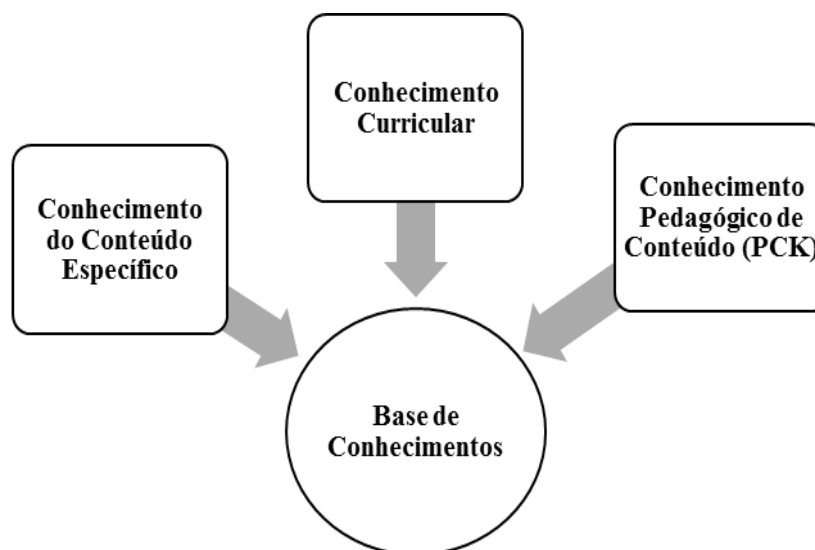 Conhecimento
Curricular
Conhecimento
do Conteúdo
Específico
Conhecimento
Pedagógico de
Conteúdo (PCK)
Base de
Conhecimentos